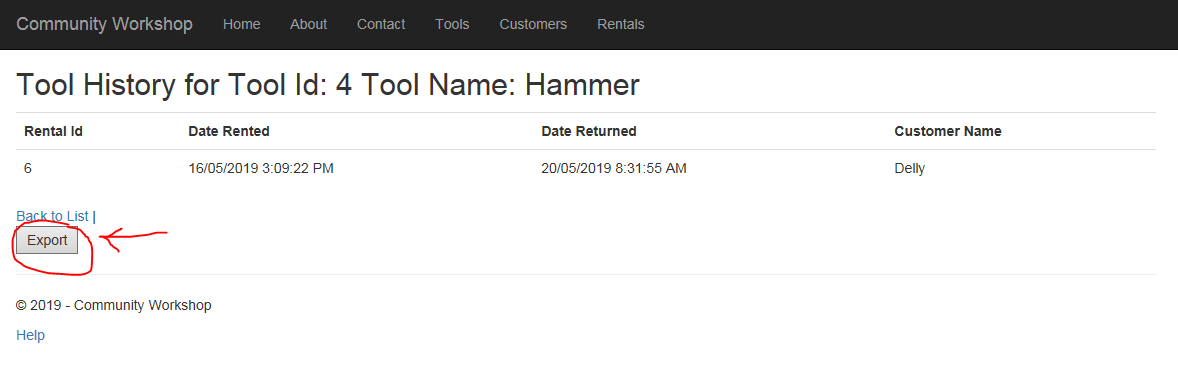 Community Workshop Home About Contact Tools Customers Rentals
Tool History for Tool Id: 4 Tool Name: Hammer
Rental Id Date Rented Date Returned Customer Name
6 16/05/2019 3:09:22 PM 20/05/2019 8:31:55 AM Delly
Back to List |
Export
© 2019 - Community Workshop
Help